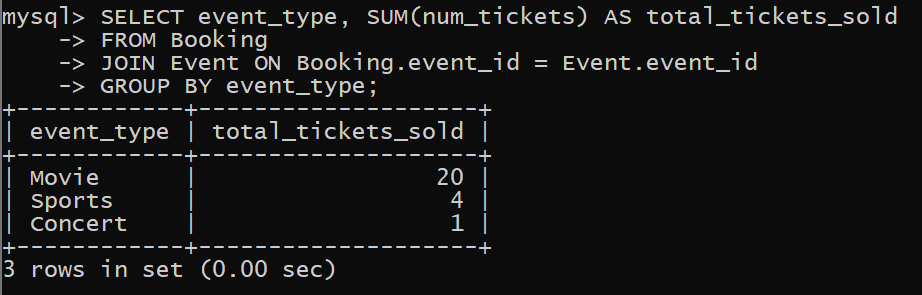 mysql> SELECT event_type, SUM(num_tickets) AS total_tickets_sold
    -> FROM Booking
    -> JOIN Event ON Booking.event_id = Event.event_id
    -> GROUP BY event_type;
+------------+--------------------+
| event_type | total_tickets_sold |
+------------+--------------------+
| Movie      |                 20 |
| Sports     |                  4 |
| Concert    |                  1 |
+------------+--------------------+
3 rows in set (0.00 sec)